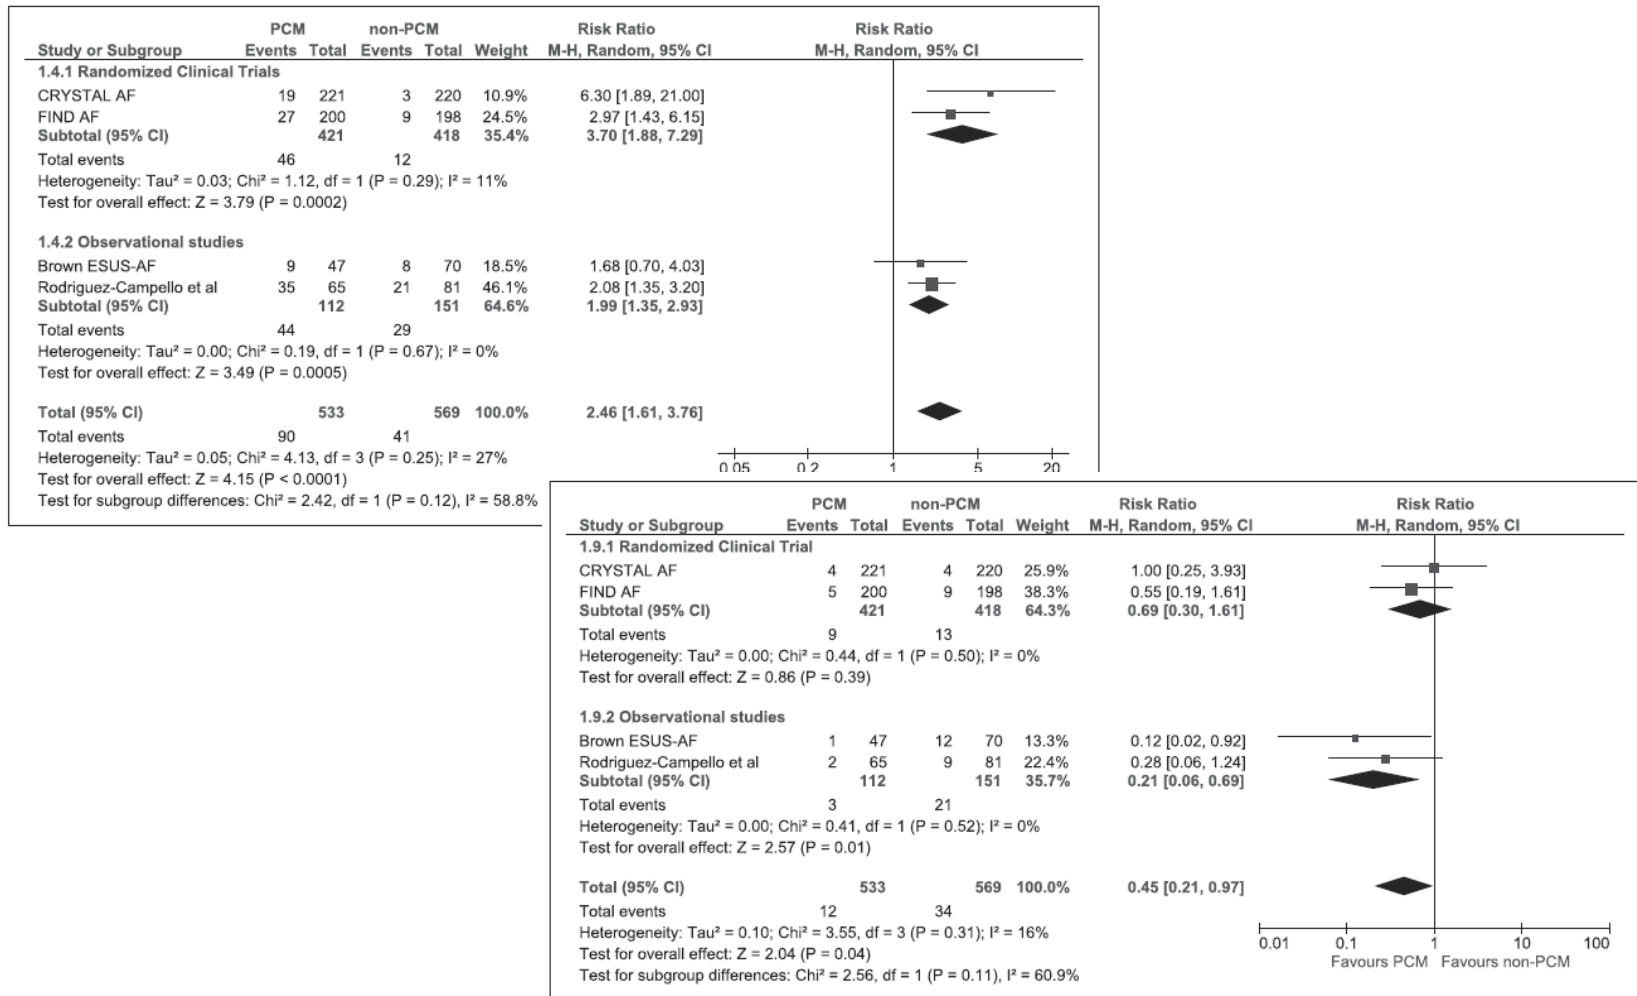 PCM non-PCM Risk Ratio Risk Ratio
Study or Subgroup Events Total Events Total Weight M-H, Random, 95% CI M-H, Random, 95% CI
1.4.1 Randomized Clinical Trials
CRYSTAL AF 19 221 3 220 10.9% 6.30 [1.89, 21.00]
FIND AF 27 200 9 198 24.5% 2.97 [1.43, 6.15]
Subtotal (95% CI) 421 418 35.4% 3.70 [1.88, 7.29]
Total events 46 12
Heterogeneity: Tau² = 0.03; Chi² = 1.12, df = 1 (P = 0.29); I² = 11%
Test for overall effect: Z = 3.79 (P = 0.0002)
1.4.2 Observational studies
Brown ESUS-AF 9 47 8 70 18.5% 1.68 [0.70, 4.03]
Rodriguez-Campello et al 35 65 21 81 46.1% 2.08 [1.35, 3.20]
Subtotal (95% CI) 112 151 64.6% 1.99 [1.35, 2.93]
Total events 44 29
Heterogeneity: Tau² = 0.00; Chi² = 0.19, df = 1 (P = 0.67); I² = 0%
Test for overall effect: Z = 3.49 (P = 0.0005)
Total (95% CI) 533 569 100.0% 2.46 [1.61, 3.76]
Total events 90 41
Heterogeneity: Tau² = 0.05; Chi² = 4.13, df = 3 (P = 0.25); I² = 27%
Test for overall effect: Z = 4.15 (P < 0.0001)
Test for subgroup differences: Chi² = 2.42, df = 1 (P = 0.12), I² = 58.8%
0.05 0.2 1 5 20
PCM non-PCM Risk Ratio Risk Ratio
Study or Subgroup Events Total Events Total Weight M-H, Random, 95% CI M-H, Random, 95% CI
1.9.1 Randomized Clinical Trial
CRYSTAL AF 4 221 4 220 25.9% 1.00 [0.25, 3.93]
FIND AF 5 200 9 198 38.3% 0.55 [0.19, 1.61]
Subtotal (95% CI) 421 418 64.3% 0.69 [0.30, 1.61]
Total events 9 13
Heterogeneity: Tau² = 0.00; Chi² = 0.44, df = 1 (P = 0.50); I² = 0%
Test for overall effect: Z = 0.86 (P = 0.39)
1.9.2 Observational studies
Brown ESUS-AF 1 47 12 70 13.3% 0.12 [0.02, 0.92]
Rodriguez-Campello et al 2 65 9 81 22.4% 0.28 [0.06, 1.24]
Subtotal (95% CI) 112 151 35.7% 0.21 [0.06, 0.69]
Total events 3 21
Heterogeneity: Tau² = 0.00; Chi² = 0.41, df = 1 (P = 0.52); I² = 0%
Test for overall effect: Z = 2.57 (P = 0.01)
Total (95% CI) 533 569 100.0% 0.45 [0.21, 0.97]
Total events 12 34
Heterogeneity: Tau² = 0.10; Chi² = 3.55, df = 3 (P = 0.31); I² = 16%
Test for overall effect: Z = 2.04 (P = 0.04)
Test for subgroup differences: Chi² = 2.56, df = 1 (P = 0.11), I² = 60.9%
0.01 0.1 1 10 100
Favours PCM Favours non-PCM